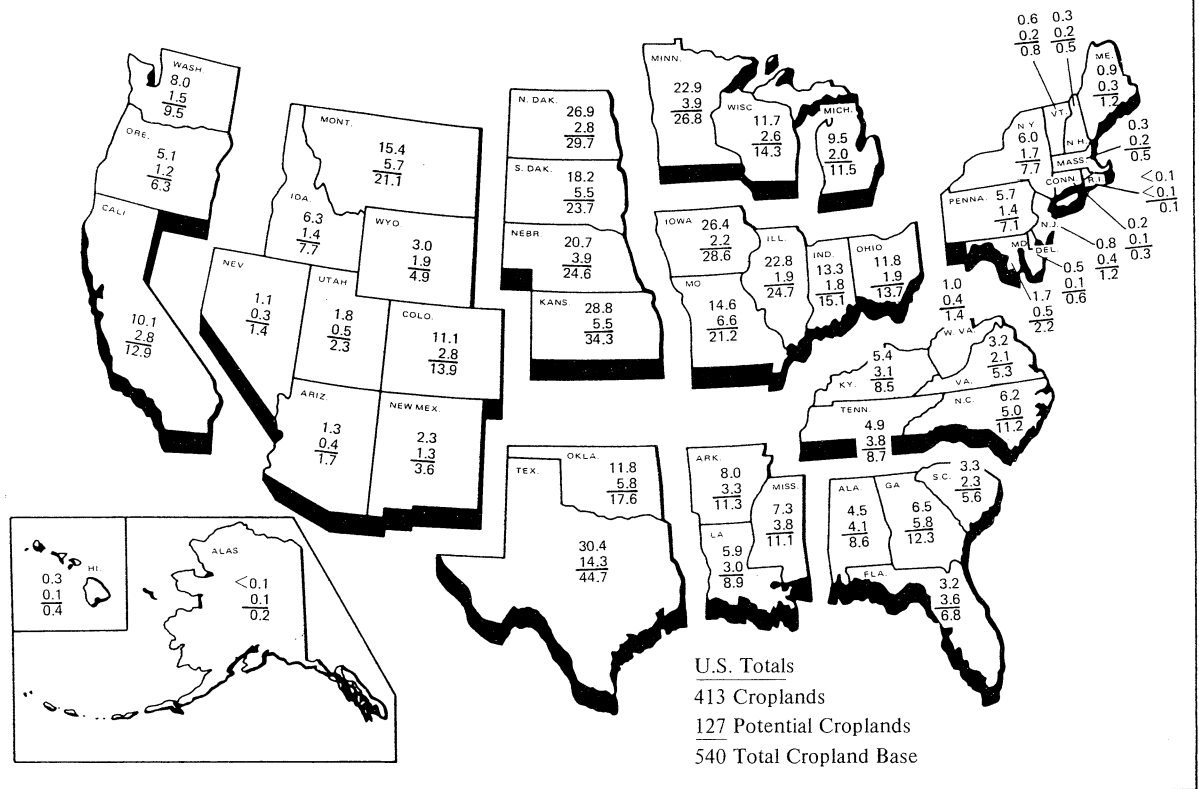 WASH
8.0
1.5
9.5
ORE.
5.1
1.2
6.3
CALI
10.1
2.8
12.9
MONT.
15.4
5.7
21.1
IDA.
6.3
1.4
7.7
WYO.
3.0
1.9
4.9
NEV
1.1
0.3
1.4
UTAH
1.8
0.5
2.3
COLO.
11.1
2.8
13.9
ARIZ.
1.3
0.4
1.7
NEW MEX.
2.3
1.3
3.6
N. DAK.
26.9
2.8
29.7
S. DAK.
18.2
5.5
23.7
NEBR.
20.7
3.9
24.6
KANS.
28.8
5.5
34.3
OKLA.
11.8
5.8
17.6
TEX.
30.4
14.3
44.7
MINN.
22.9
3.9
26.8
WISC
11.7
2.6
14.3
MICH.
9.5
2.0
11.5
IOWA
26.4
2.2
28.6
MO.
14.6
6.6
21.2
ILL.
22.8
1.9
24.7
IND.
13.3
1.8
15.1
OHIO
11.8
1.9
13.7
ARK.
8.0
3.3
11.3
LA
5.9
3.0
8.9
MISS.
7.3
3.8
11.1
ALA.
4.5
4.1
8.6
GA
6.5
5.8
12.3
FLA.
3.2
3.6
6.8
S.C.
3.3
2.3
5.6
N.C.
6.2
5.0
11.2
TENN.
4.9
3.8
8.7
KY.
5.4
3.1
8.5
W. VA.
1.0
0.4
1.4
VA.
3.2
2.1
5.3
0.6
0.2
0.8
VT.
0.3
0.2
0.5
N.H.
ME.
0.9
0.3
1.2
N Y
6.0
1.7
7.7
MASS
0.3
0.2
0.5
CONN.
0.2
0.1
0.3
R.I.
<0.1
<0.1
0.1
PENNA.
5.7
1.4
7.1
N.J.
0.8
0.4
1.2
MD.
1.7
0.5
2.2
DEL.
0.5
0.1
0.6
HI.
0.3
0.1
0.4
ALAS
<0.1
0.1
0.2
U.S. Totals
413 Croplands
127 Potential Croplands
540 Total Cropland Base